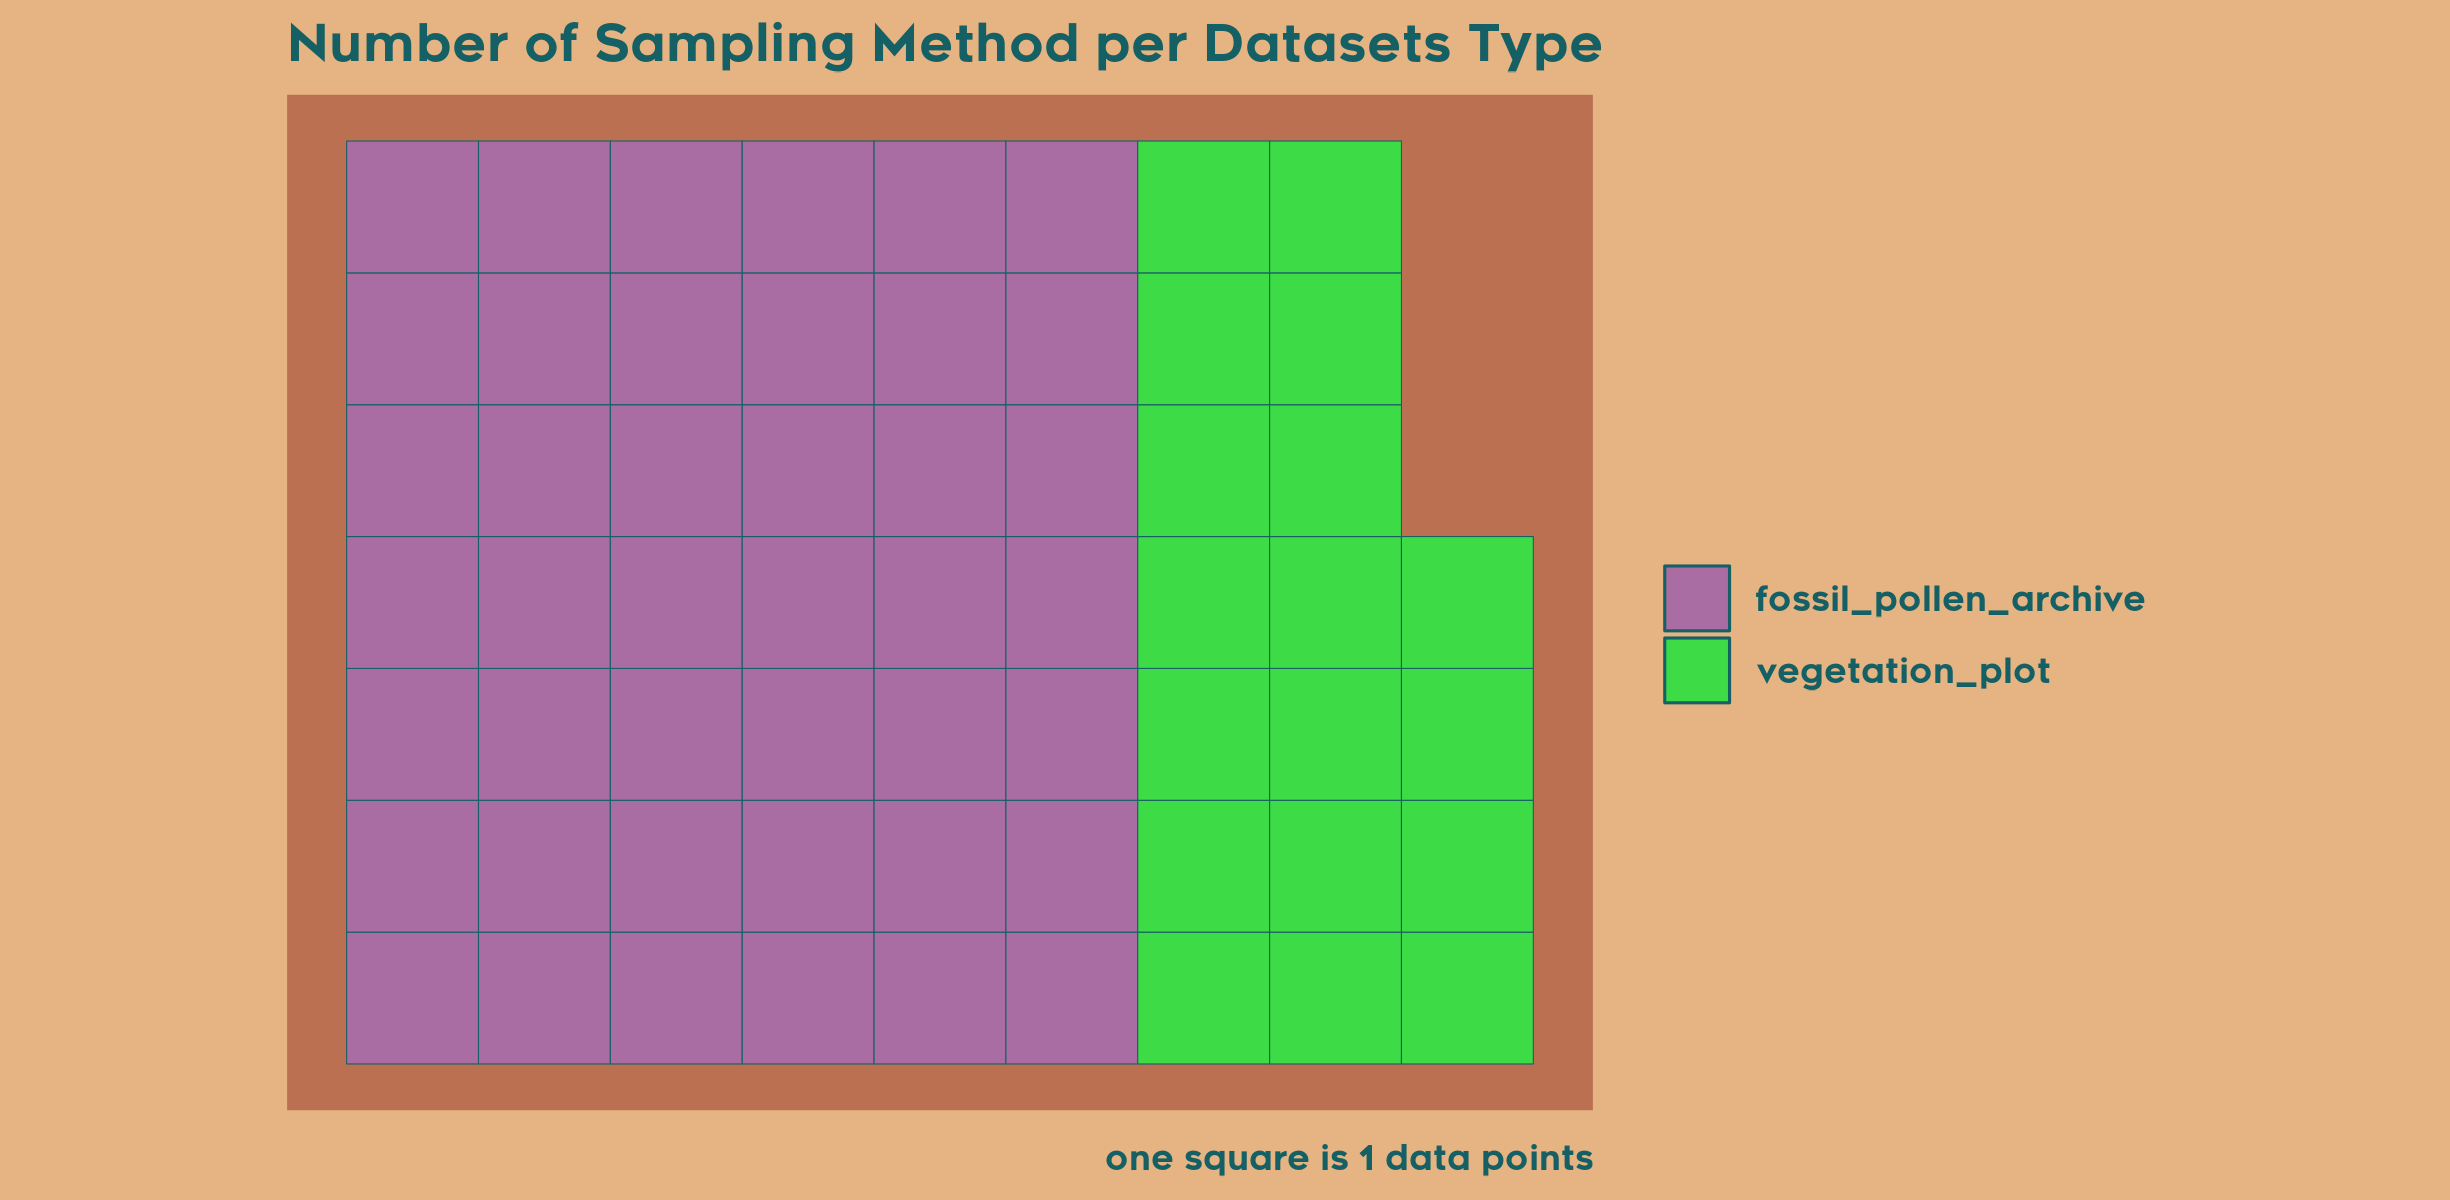 Number of Sampling Method per Datasets Type
fossil_pollen_archive
vegetation_plot
one square is 1 data points